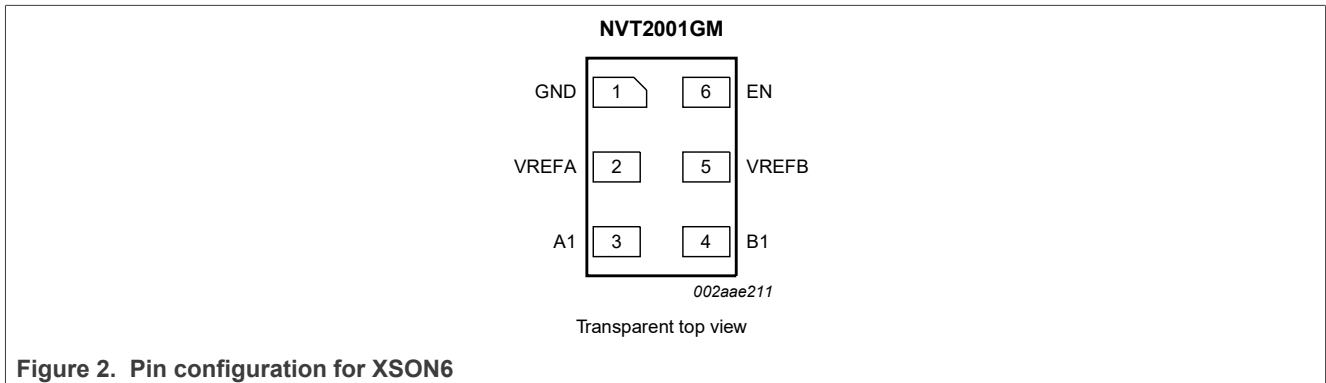 NVT2001GM
GND 1 6 EN
VREFA 2 5 VREFB
A1 3 4 B1
002aae211
Transparent top view
Figure 2. Pin configuration for XSON6